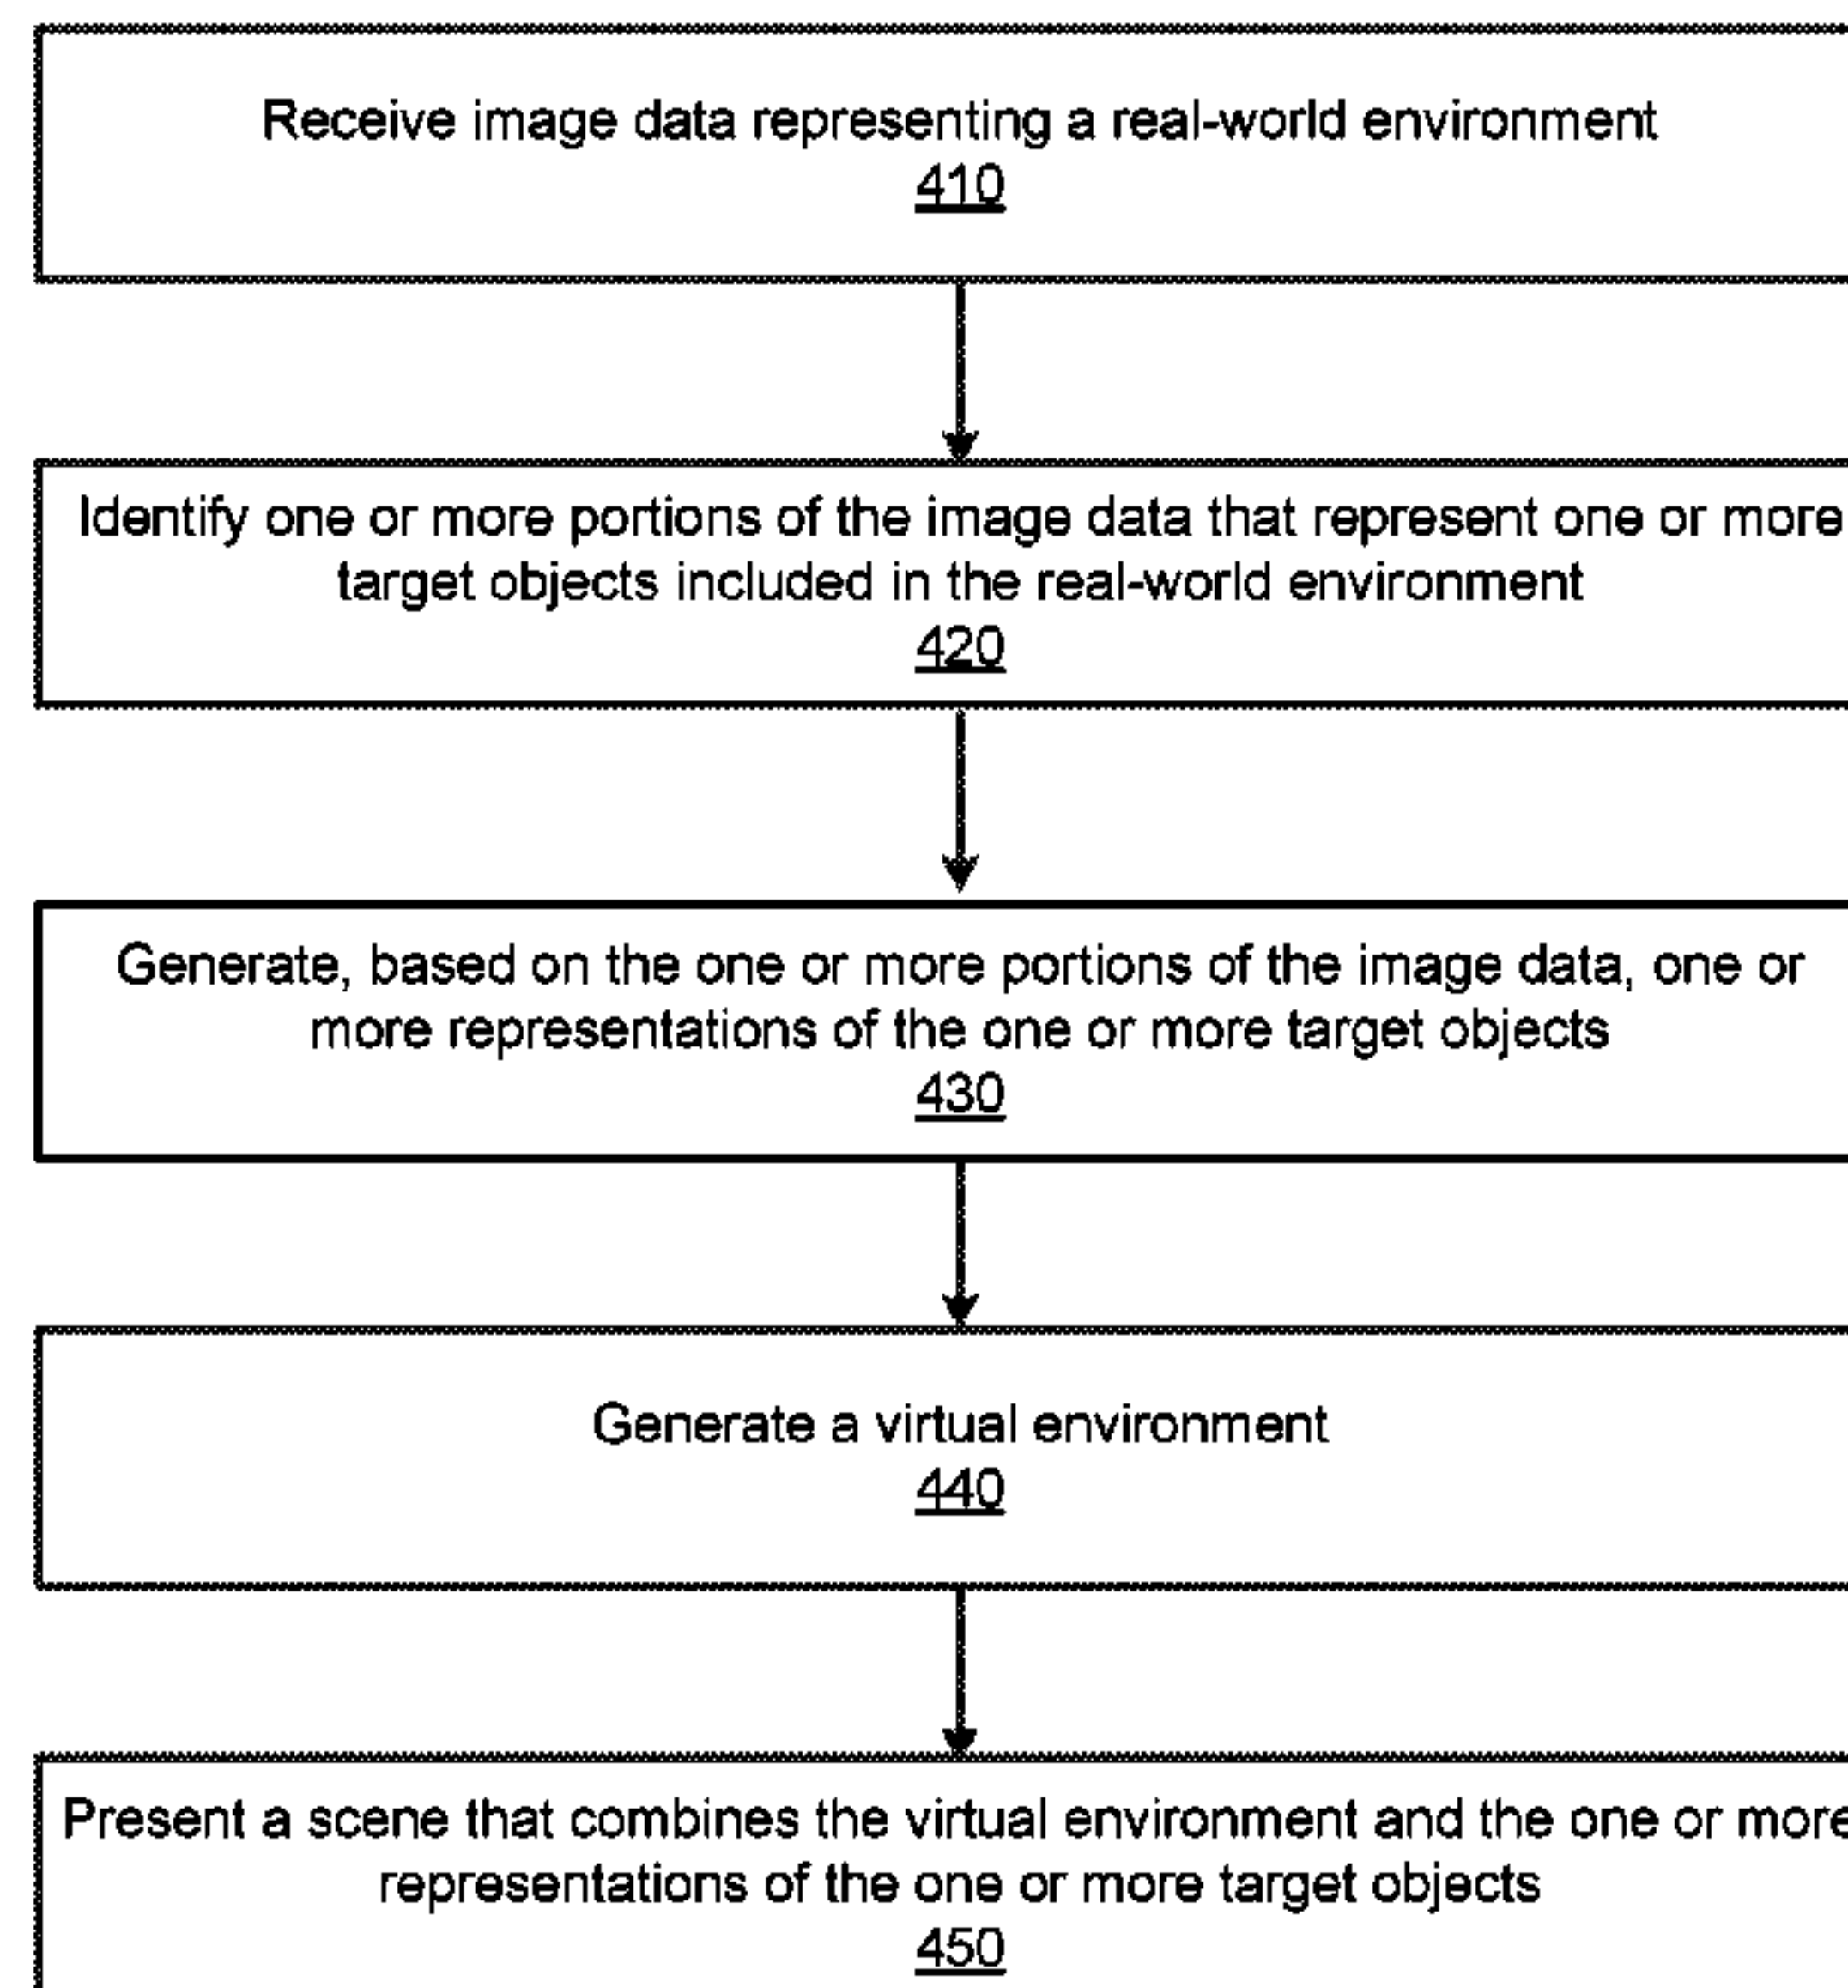 Receive image data representing a real-world environment
410
Identify one or more portions of the image data that represent one or more
target objects included in the real-world environment
420
Generate, based on the one or more portions of the image data, one or
more representations of the one or more target objects
430
Generate a virtual environment
440
Present a scene that combines the virtual environment and the one or more
representations of the one or more target objects
450